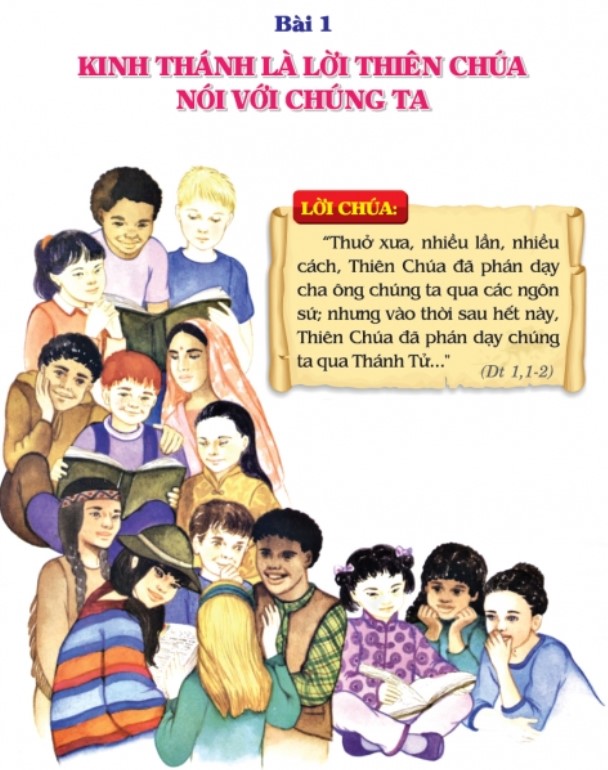 Bài 1
KINH THÁNH LÀ LỜI THIÊN CHÚA
NÓI VỚI CHÚNG TA
LỜI CHÚA:
“Thuở xưa, nhiều lần, nhiều
cách, Thiên Chúa đã phán dạy
cha ông chúng ta qua các ngôn
sứ; nhưng vào thời sau hết này,
Thiên Chúa đã phán dạy chúng
ta qua Thánh Tử..."
(Dt 1,1-2)